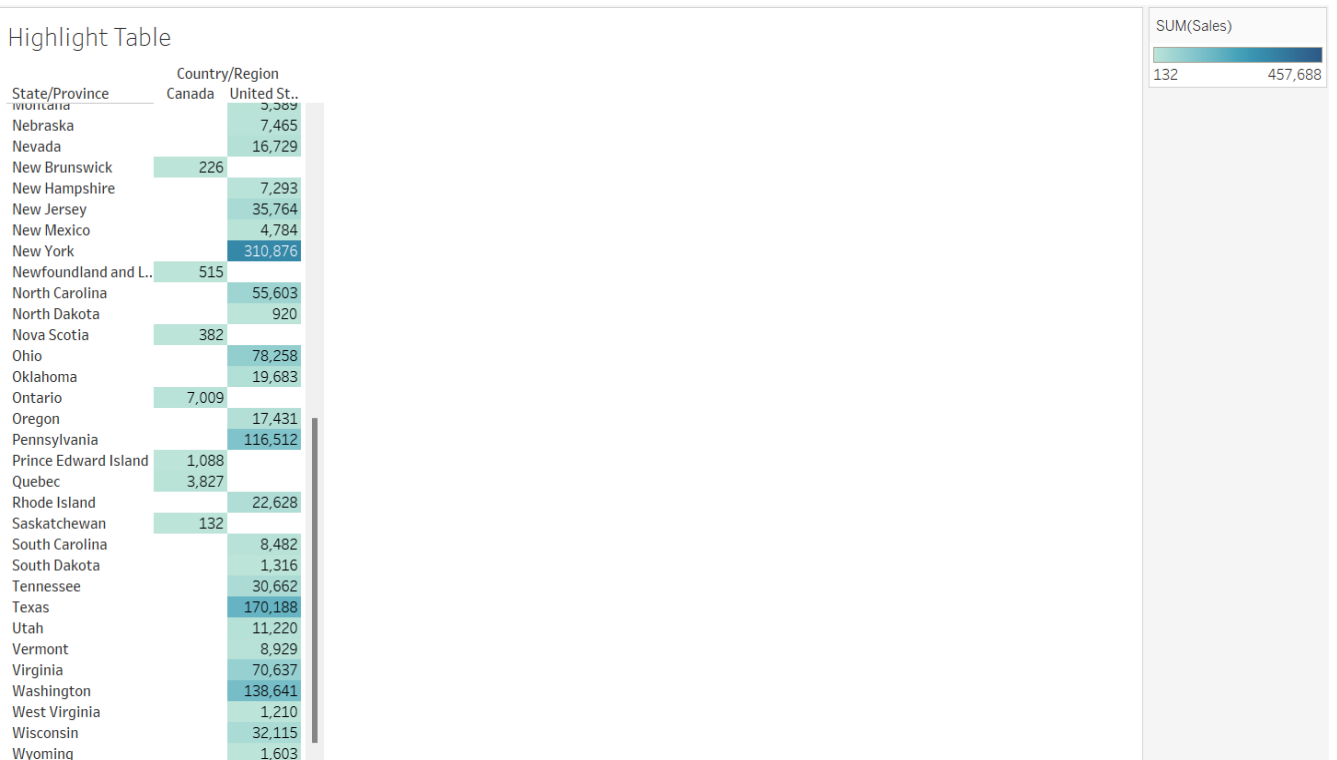 Highlight Table
SUM(Sales)
132 457,688
Country/Region
State/Province Canada United St..
Montana 5,589
Nebraska 7,465
Nevada 16,729
New Brunswick 226
New Hampshire 7,293
New Jersey 35,764
New Mexico 4,784
New York 310,876
Newfoundland and L.. 515
North Carolina 55,603
North Dakota 920
Nova Scotia 382
Ohio 78,258
Oklahoma 19,683
Ontario 7,009
Oregon 17,431
Pennsylvania 116,512
Prince Edward Island 1,088
Quebec 3,827
Rhode Island 22,628
Saskatchewan 132
South Carolina 8,482
South Dakota 1,316
Tennessee 30,662
Texas 170,188
Utah 11,220
Vermont 8,929
Virginia 70,637
Washington 138,641
West Virginia 1,210
Wisconsin 32,115
Wyoming 1,603